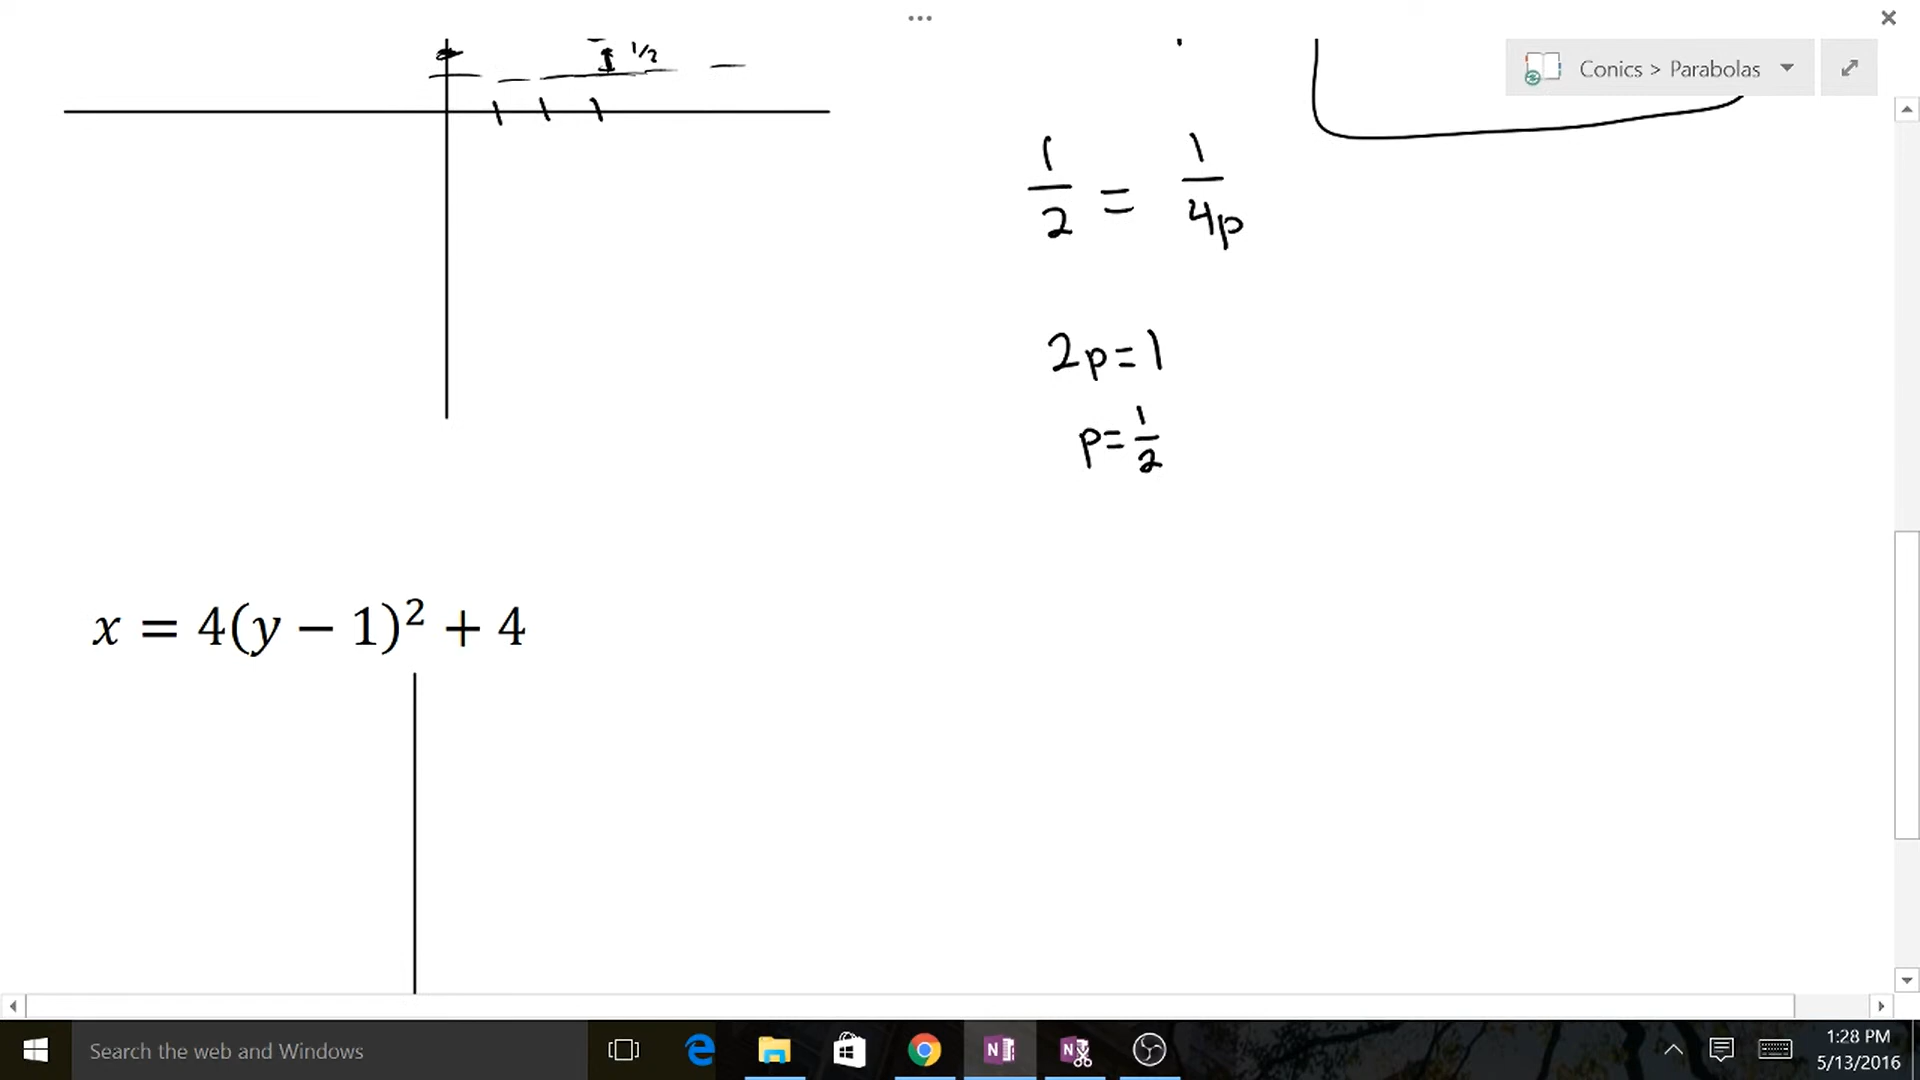 Conics > Parabolas
1/2
1/2 = 1/4p
2p=1
p=1/2
x = 4(y − 1)² + 4
Search the web and Windows
1:28 PM
5/13/2016